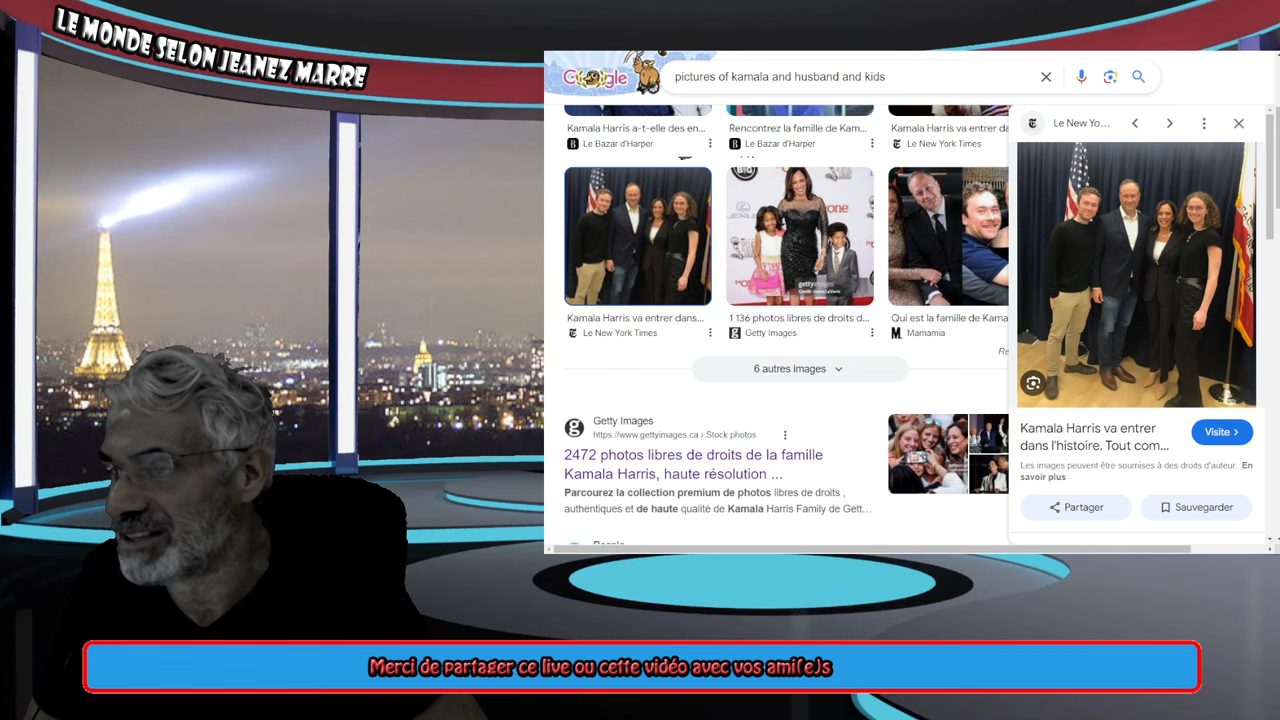 LE MONDE SELON JEANEZ MARRE
Google
pictures of kamala and husband and kids
Kamala Harris a-t-elle des en...
Le Bazar d'Harper
Rencontrez la famille de Kam...
Le Bazar d'Harper
Kamala Harris va entrer da
Le New York Times
Kamala Harris va entrer dans...
Le New York Times
1 136 photos libres de droits d...
Getty Images
Qui est la famille de Kama
Mamamia
6 autres images
Getty Images
https://www.gettyimages.ca › Stock photos
2472 photos libres de droits de la famille
Kamala Harris, haute résolution ...
Parcourez la collection premium de photos libres de droits ,
authentiques et de haute qualité de Kamala Harris Family de Gett...
Le New Yo...
Kamala Harris va entrer
dans l'histoire. Tout com...
Visite
Les images peuvent être soumises à des droits d'auteur. En
savoir plus
Partager
Sauvegarder
Merci de partager ce live ou cette vidéo avec vos ami(e)s